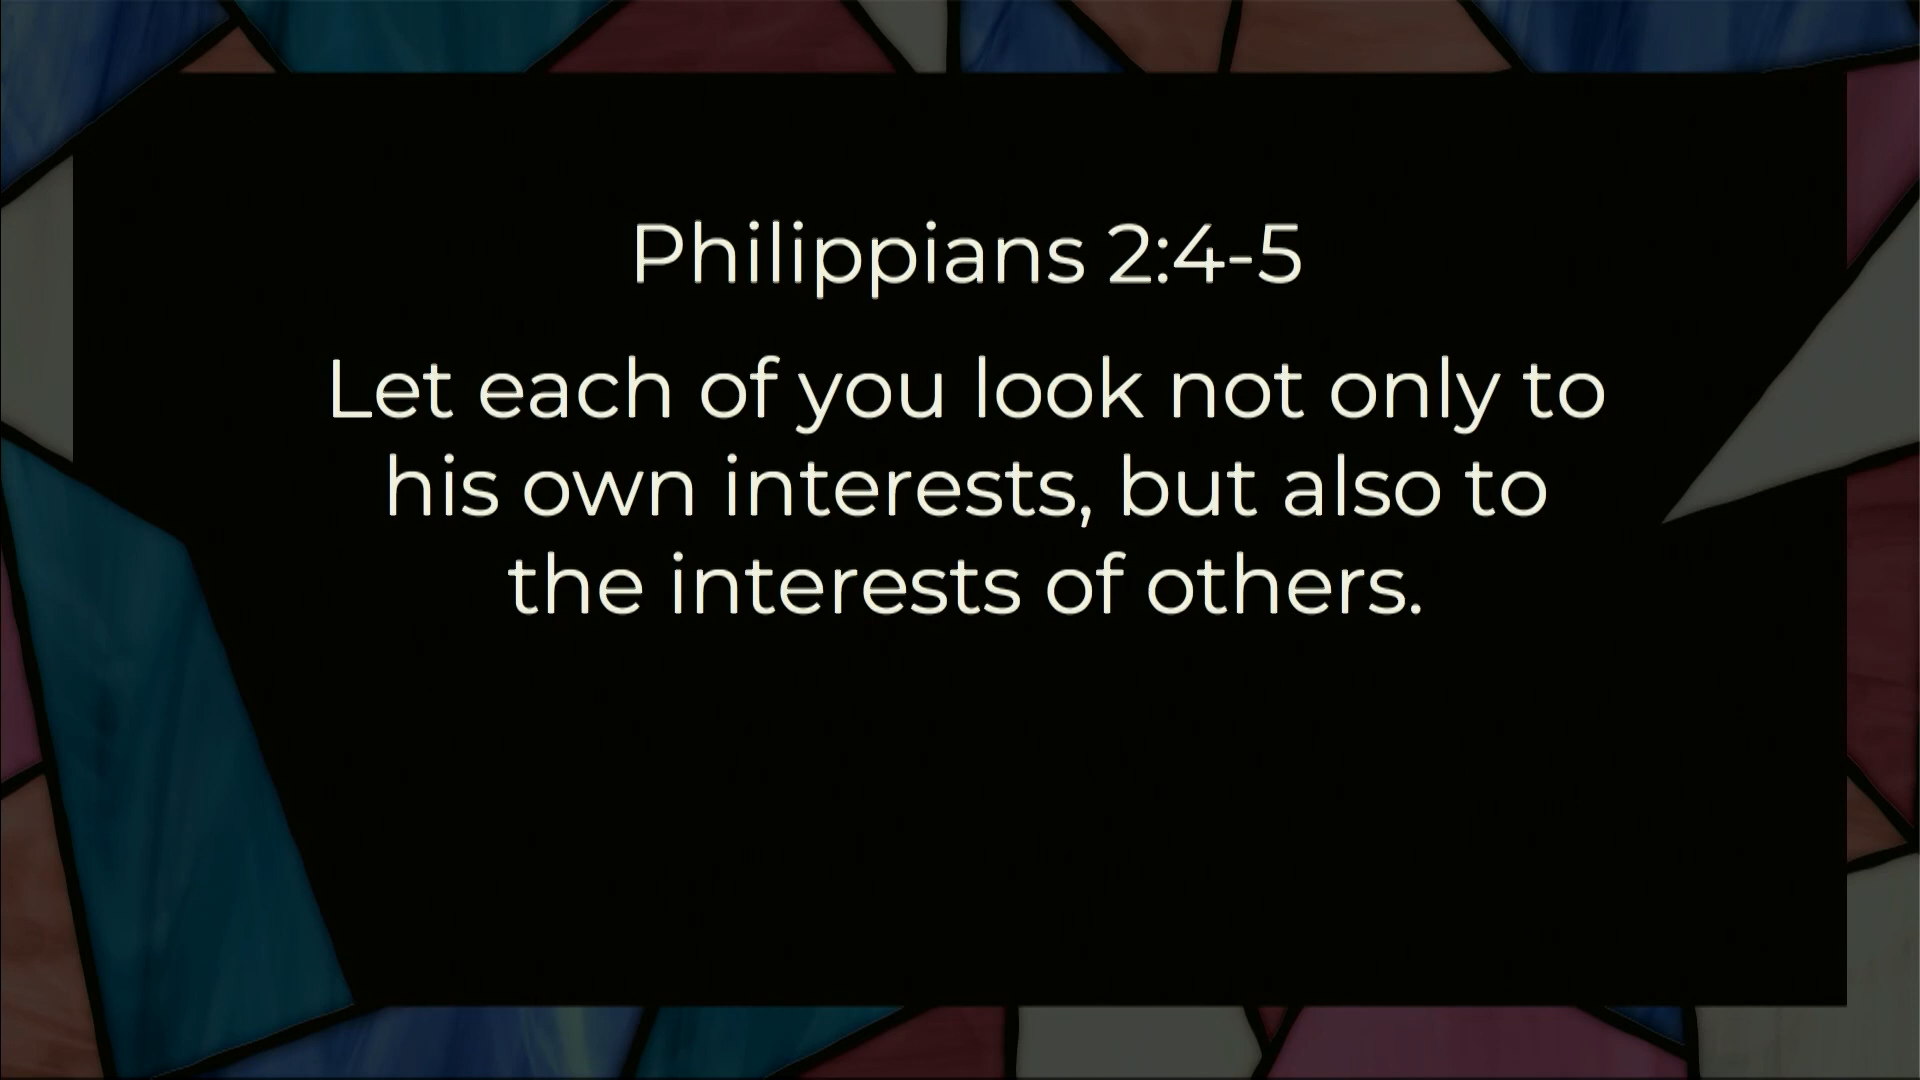 Philippians 2:4-5
Let each of you look not only to
his own interests, but also to
the interests of others.